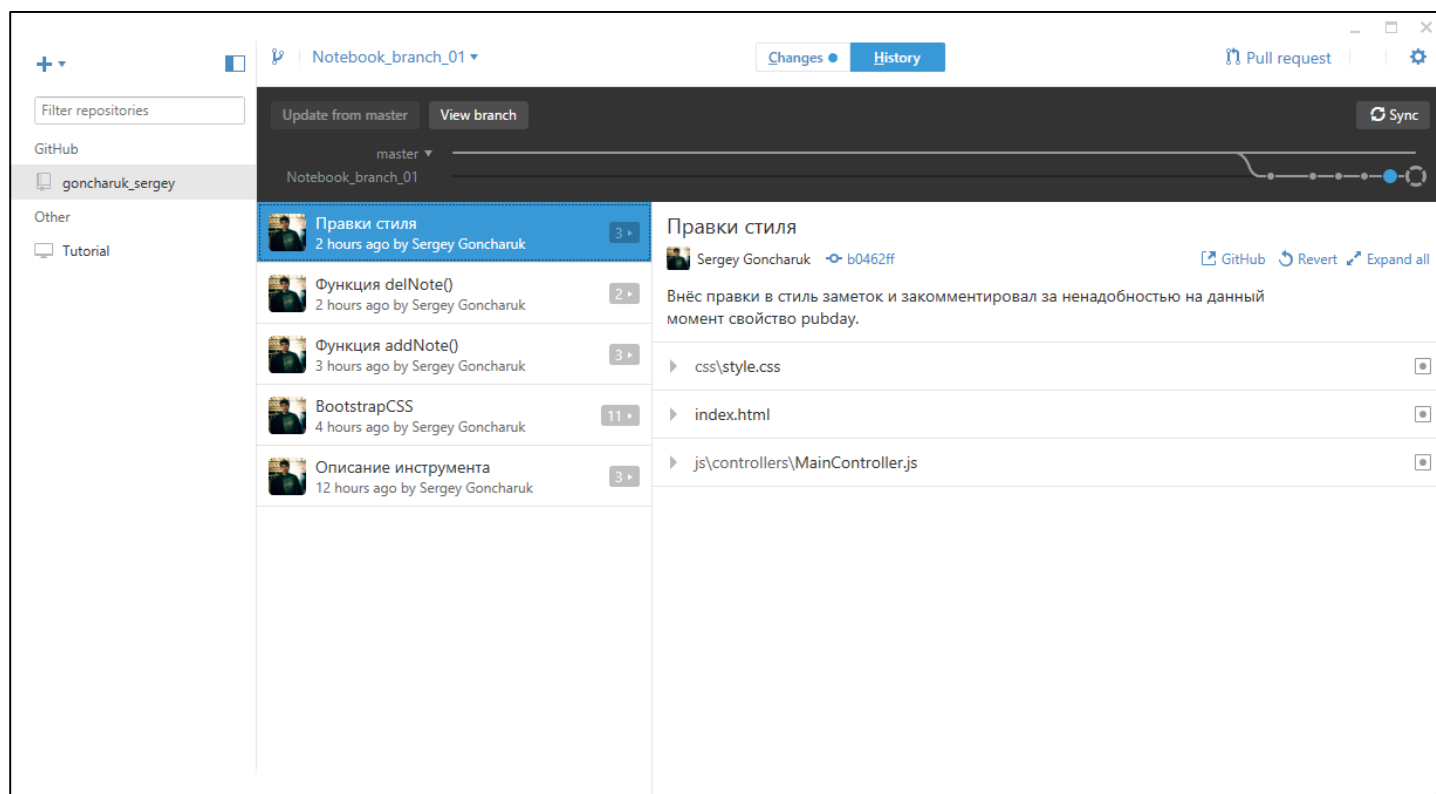 Notebook_branch_01
Changes
History
Pull request
Filter repositories
GitHub
goncharuk_sergey
Other
Tutorial
Update from master
View branch
Sync
master
Notebook_branch_01
Правки стиля
2 hours ago by Sergey Goncharuk
3
Функция delNote()
2 hours ago by Sergey Goncharuk
2
Функция addNote()
3 hours ago by Sergey Goncharuk
3
BootstrapCSS
4 hours ago by Sergey Goncharuk
11
Описание инструмента
12 hours ago by Sergey Goncharuk
3
Правки стиля
Sergey Goncharuk b0462ff
GitHub Revert Expand all
Внёс правки в стиль заметок и закомментировал за ненадобностью на данный
момент свойство pubday.
css\style.css
index.html
js\controllers\MainController.js